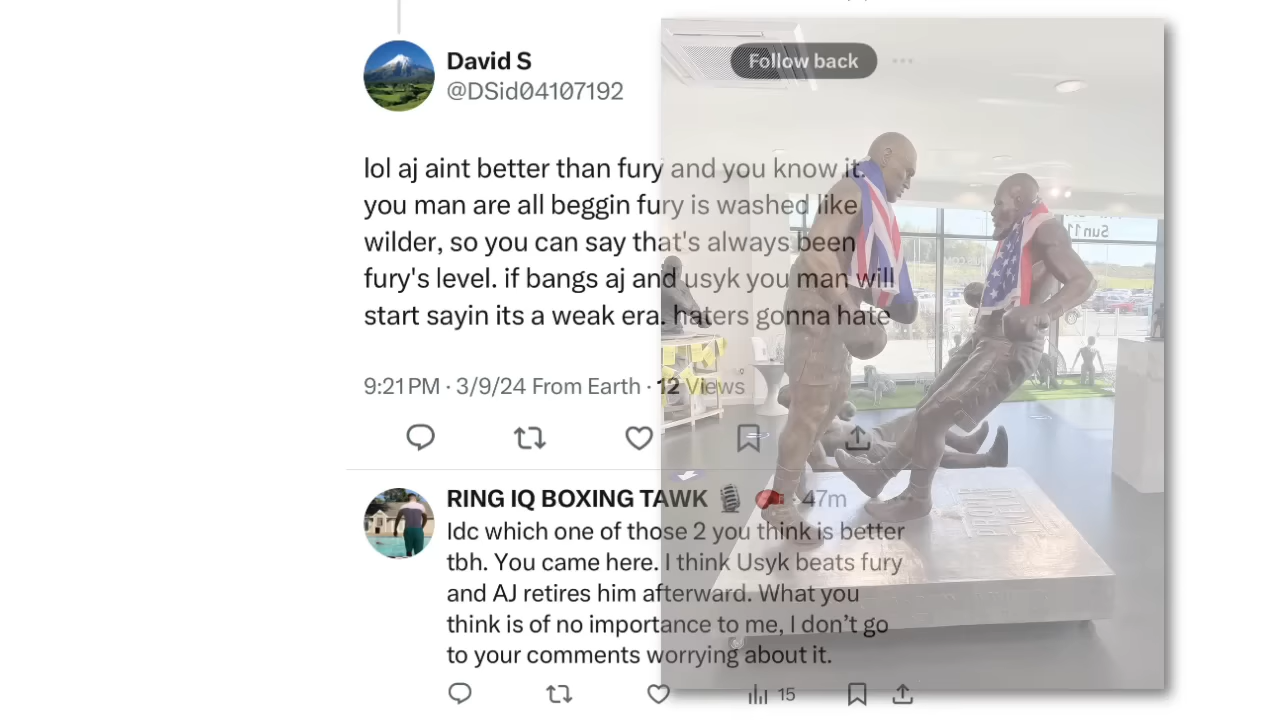 Follow back
David S
@DSid04107192
lol aj aint better than fury and you know it.
you man are all beggin fury is washed like
wilder, so you can say that's always been
fury's level. if bangs aj and usyk you man will
start sayin its a weak era. haters gonna hate
9:21 PM · 3/9/24 From Earth · 12 Views
RING IQ BOXING TAWK 47m
Idc which one of those 2 you think is better
tbh. You came here. I think Usyk beats fury
and AJ retires him afterward. What you
think is of no importance to me, I don’t go
to your comments worrying about it.
15